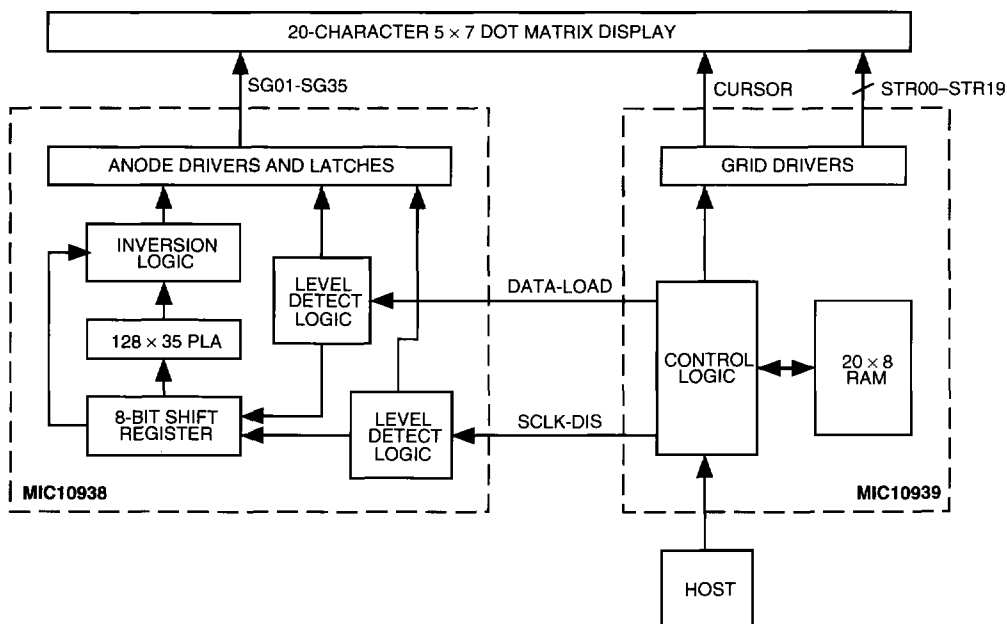 20-CHARACTER 5 × 7 DOT MATRIX DISPLAY
SG01-SG35
CURSOR
STR00–STR19
ANODE DRIVERS AND LATCHES
GRID DRIVERS
INVERSION
LOGIC
LEVEL
DETECT
LOGIC
DATA-LOAD
128 × 35 PLA
CONTROL
LOGIC
20 × 8
RAM
8-BIT SHIFT
REGISTER
LEVEL
DETECT
LOGIC
SCLK-DIS
MIC10938
MIC10939
HOST